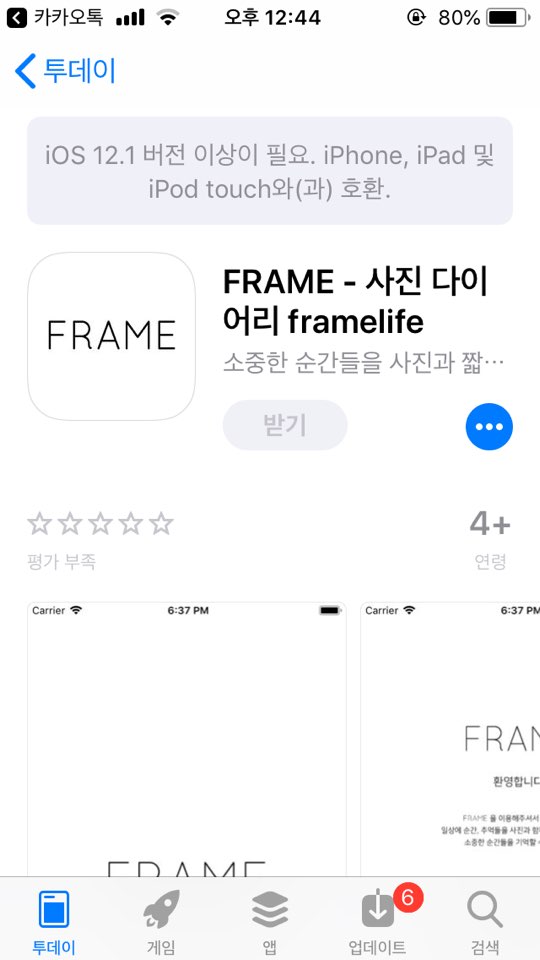 카카오톡 오후 12:44 80%
투데이
iOS 12.1 버전 이상이 필요. iPhone, iPad 및
iPod touch와(과) 호환.
FRAME
FRAME - 사진 다이
어리 framelife
소중한 순간들을 사진과 짧…
받기
4+
평가 부족
연령
Carrier 6:37 PM
FRAME
Carrier 6:37 PM
FRAM
환영합니다
FRAME 을 이용해주셔서
일상에 순간, 추억들을 사진과 함
소중한 순간들을 기억할 수
6
투데이 게임 앱 업데이트 검색